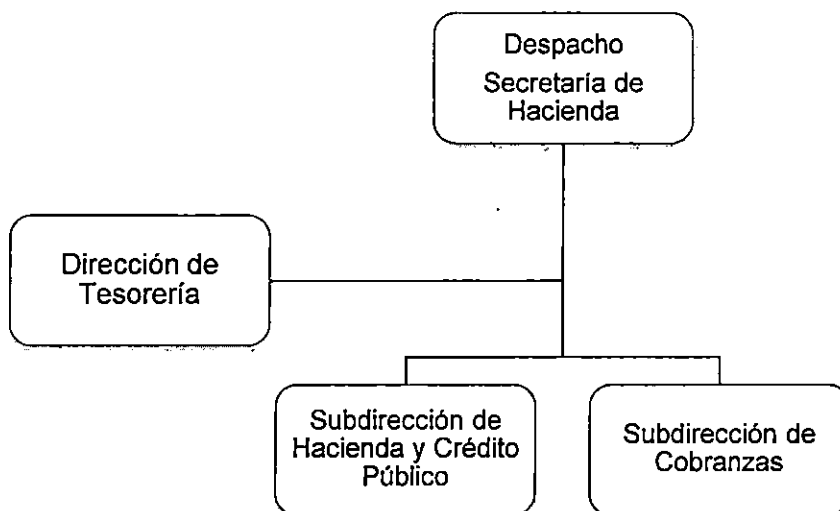 Despacho
Secretaría de
Hacienda
Dirección de
Tesorería
Subdirección de
Hacienda y Crédito
Público
Subdirección de
Cobranzas